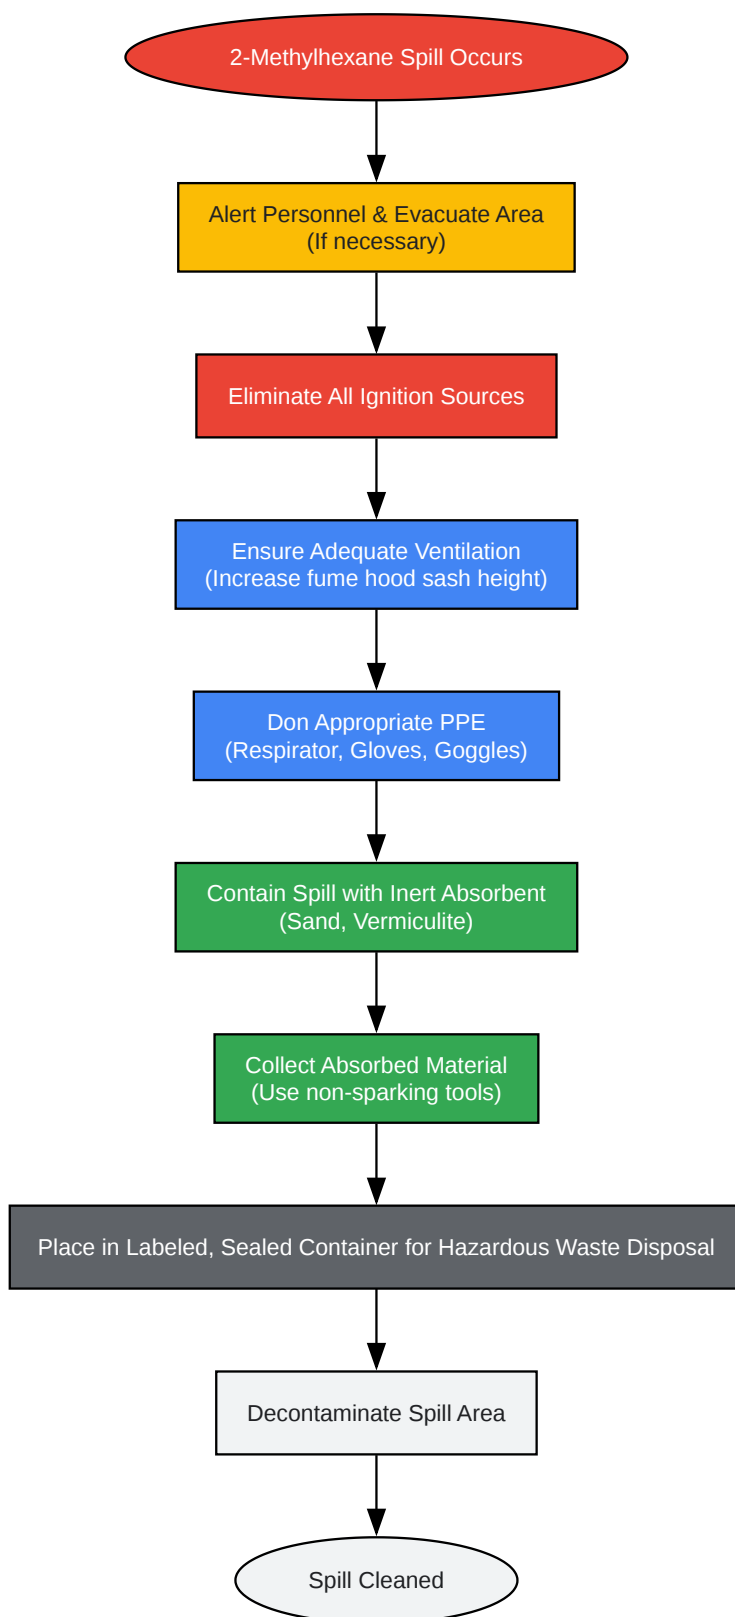 2-Methylhexane Spill Occurs
Alert Personnel & Evacuate Area
(If necessary)
Eliminate All Ignition Sources
Ensure Adequate Ventilation
(Increase fume hood sash height)
Don Appropriate PPE
(Respirator, Gloves, Goggles)
Contain Spill with Inert Absorbent
(Sand, Vermiculite)
Collect Absorbed Material
(Use non-sparking tools)
Place in Labeled, Sealed Container for Hazardous Waste Disposal
Decontaminate Spill Area
Spill Cleaned